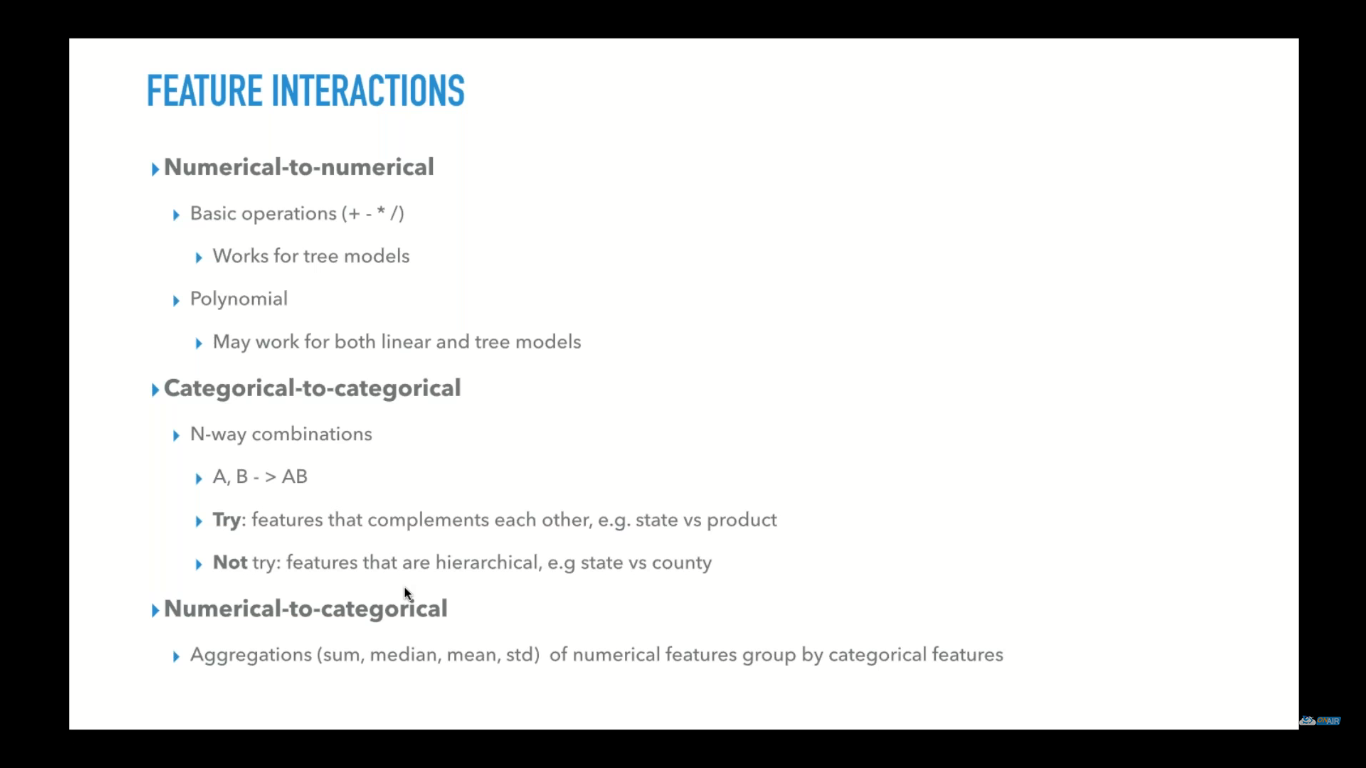 FEATURE INTERACTIONS
Numerical-to-numerical
Basic operations (+ - * /)
Works for tree models
Polynomial
May work for both linear and tree models
Categorical-to-categorical
N-way combinations
A, B - > AB
Try: features that complements each other, e.g. state vs product
Not try: features that are hierarchical, e.g state vs county
Numerical-to-categorical
Aggregations (sum, median, mean, std) of numerical features group by categorical features